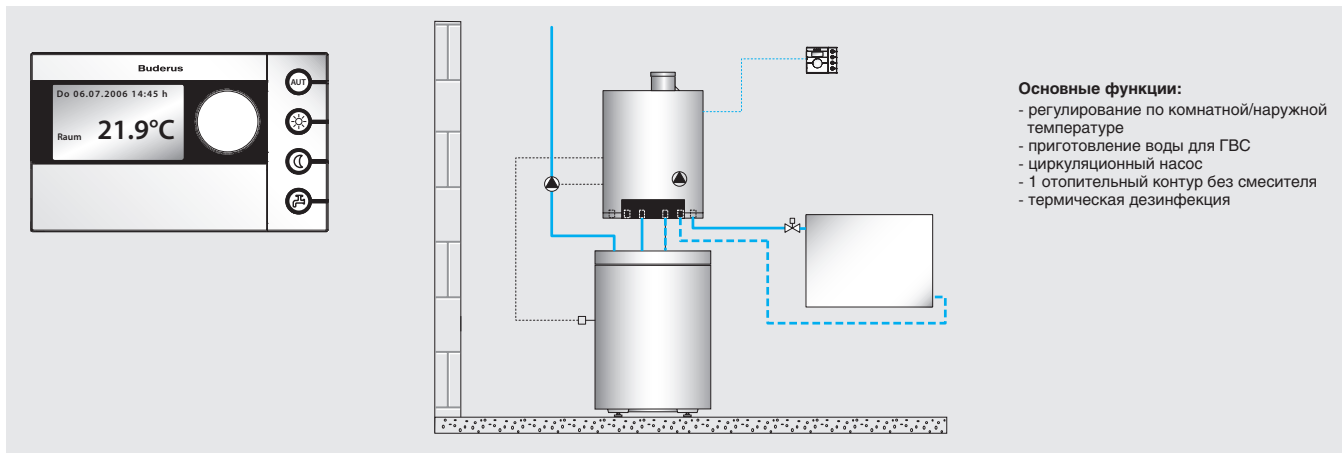 Buderus
Do 06.07.2006 14:45 h
Raum 21.9°C
AUT
Основные функции:
- регулирование по комнатной/наружной
температуре
- приготовление воды для ГВС
- циркуляционный насос
- 1 отопительный контур без смесителя
- термическая дезинфекция